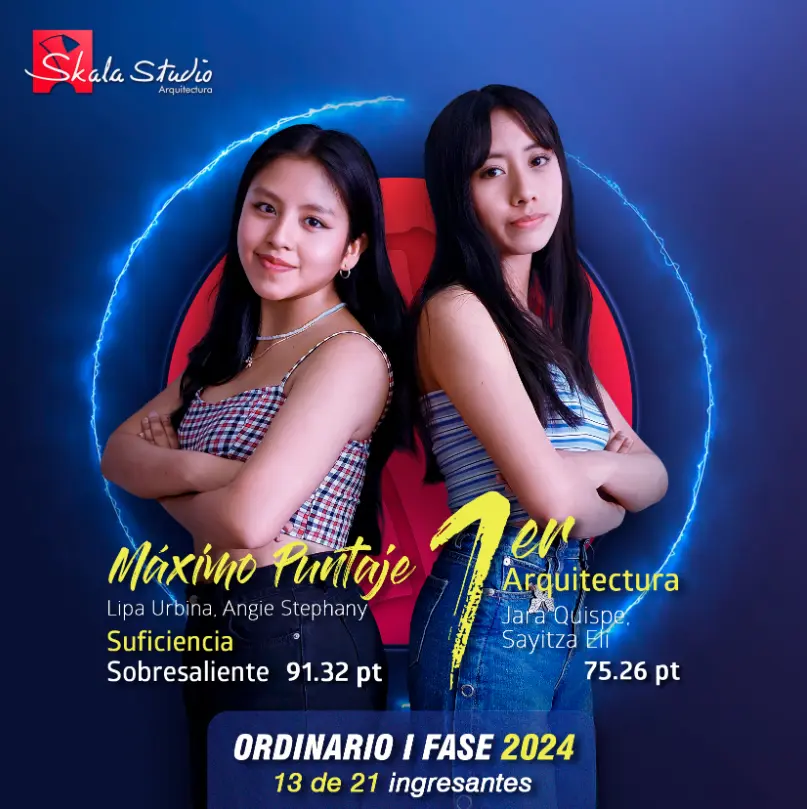 Skala Studio
Arquitectura
Máximo Puntaje
Lipa Urbina, Angie Stephany
Suficiencia
Sobresaliente 91.32 pt
1er
Arquitectura
Jara Quispe,
Sayitza Eli
75.26 pt
ORDINARIO I FASE 2024
13 de 21 ingresantes